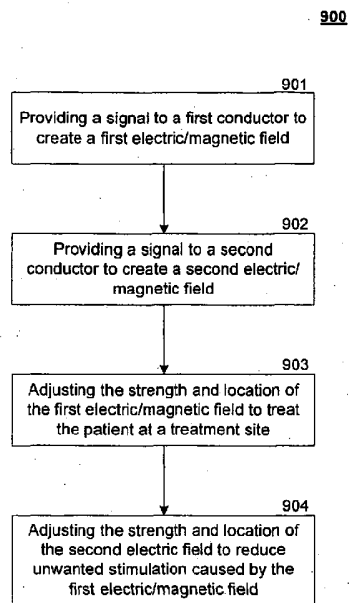 900
901
Providing a signal to a first conductor to
create a first electric/magnetic field
902
Providing a signal to a second
conductor to create a second electric/
magnetic field
903
Adjusting the strength and location of
the first electric/magnetic field to treat
the patient at a treatment site
904
Adjusting the strength and location of
the second electric field to reduce
unwanted stimulation caused by the
first electric/magnetic field